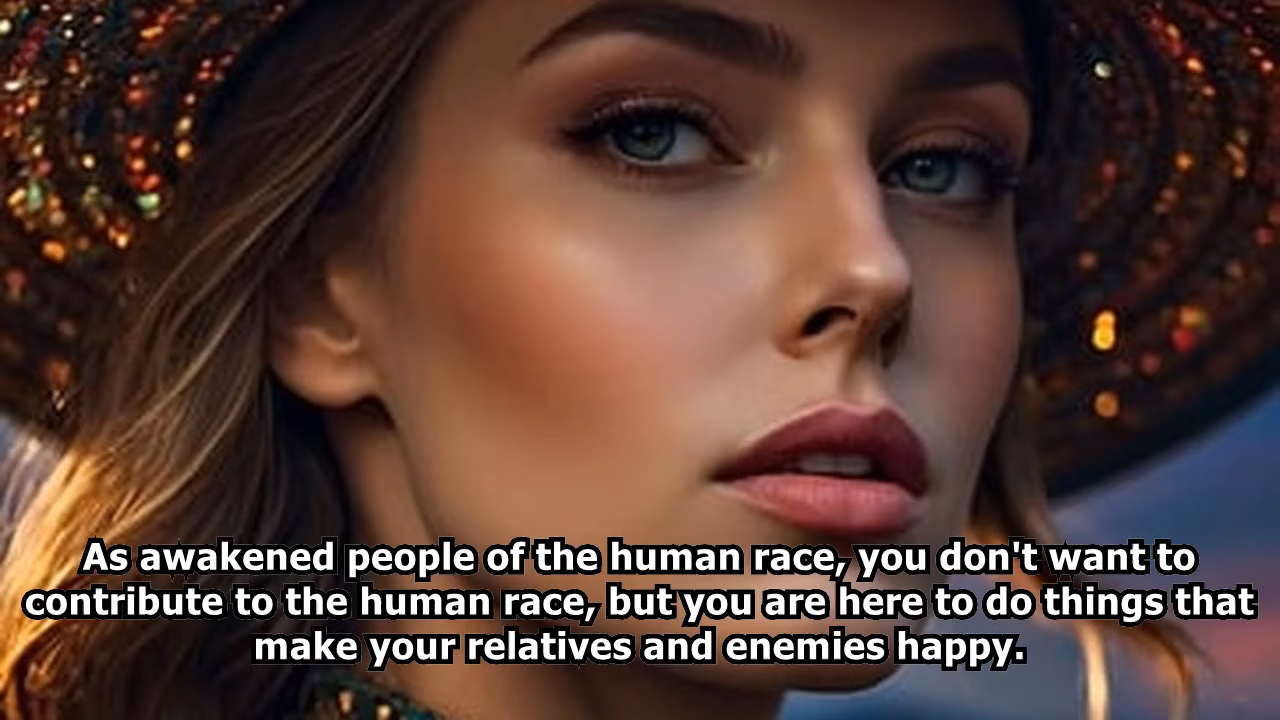 As awakened people of the human race, you don't want to
contribute to the human race, but you are here to do things that
make your relatives and enemies happy.